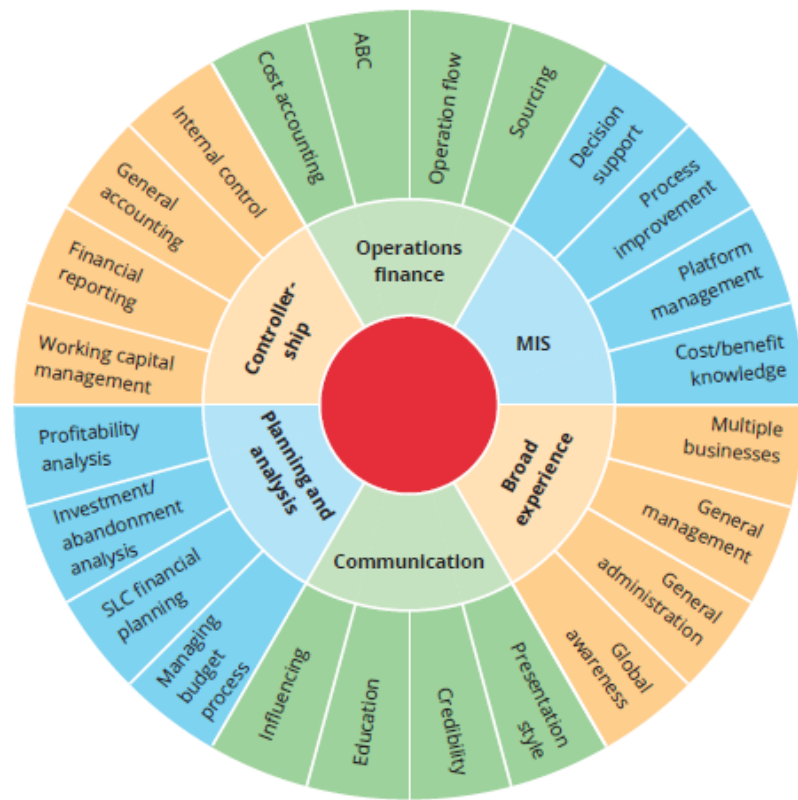 Cost accounting
ABC
Operation flow
Sourcing
Decision
support
Process
improvement
Platform
management
Cost/benefit
knowledge
Multiple
businesses
General
management
General
administration
Global
awareness
Presentation
style
Credibility
Education
Influencing
Managing
budget
process
SLC financial
planning
Investment/
abandonment
analysis
Profitability
analysis
Working capital
management
Financial
reporting
General
accounting
Internal control
Operations
finance
MIS
Broad
experience
Communication
Planning and
analysis
Controller-
ship